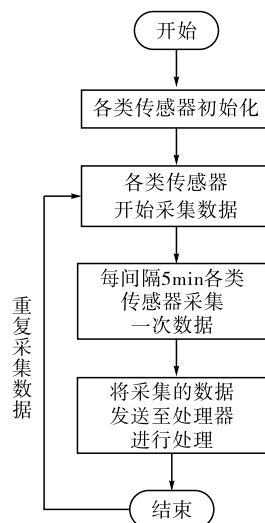 开始
各类传感器初始化
各类传感器
开始采集数据
每间隔5min各类
传感器采集
一次数据
将采集的数据
发送至处理器
进行处理
结束
重复采集数据